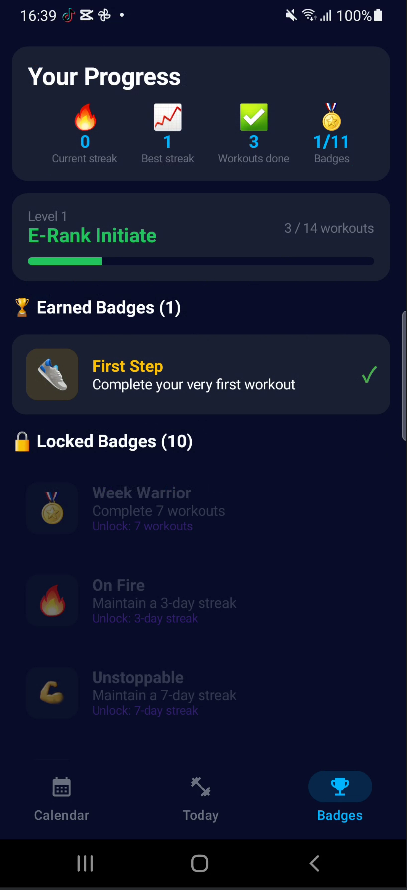 16:39
100%
Your Progress
0 1 3 1/11
Current streak Best streak Workouts done Badges
Level 1
E-Rank Initiate
3 / 14 workouts
Earned Badges (1)
First Step
Complete your very first workout
Locked Badges (10)
Week Warrior
Complete 7 workouts
Unlock: 7 workouts
On Fire
Maintain a 3-day streak
Unlock: 3-day streak
Unstoppable
Maintain a 7-day streak
Unlock: 7-day streak
Calendar Today Badges